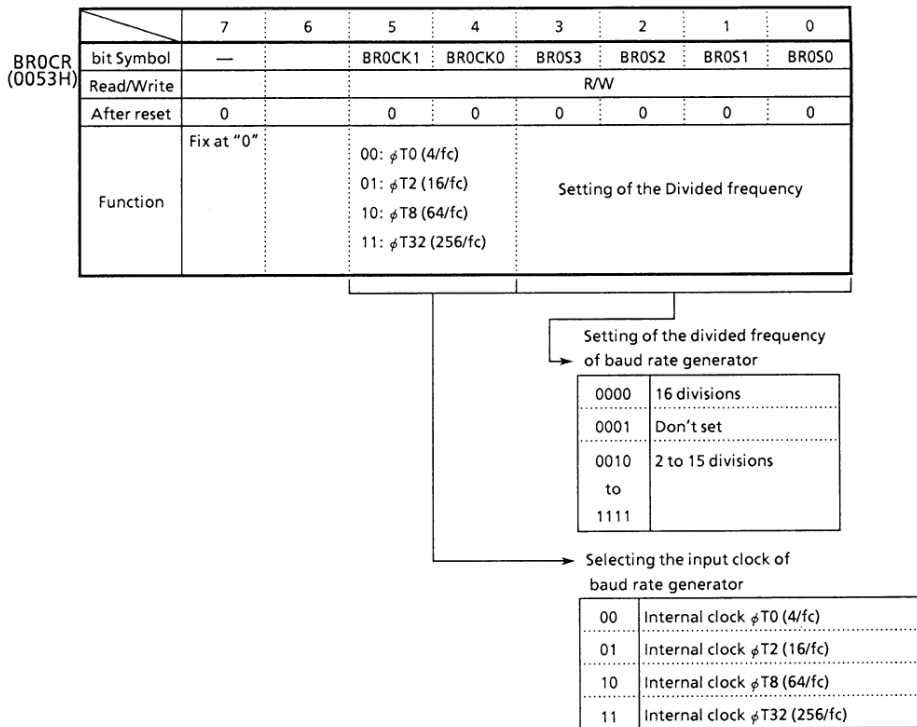 7 6 5 4 3 2 1 0
BR0CR
(0053H)
bit Symbol — BR0CK1 BR0CK0 BR0S3 BR0S2 BR0S1 BR0S0
Read/Write R/W
After reset 0 0 0 0 0 0 0
Function
Fix at "0"
00: ϕT0 (4/fc)
01: ϕT2 (16/fc)
10: ϕT8 (64/fc)
11: ϕT32 (256/fc)
Setting of the Divided frequency
Setting of the divided frequency
of baud rate generator
0000 16 divisions
0001 Don't set
0010 2 to 15 divisions
to
1111
Selecting the input clock of
baud rate generator
00 Internal clock ϕT0 (4/fc)
01 Internal clock ϕT2 (16/fc)
10 Internal clock ϕT8 (64/fc)
11 Internal clock ϕT32 (256/fc)